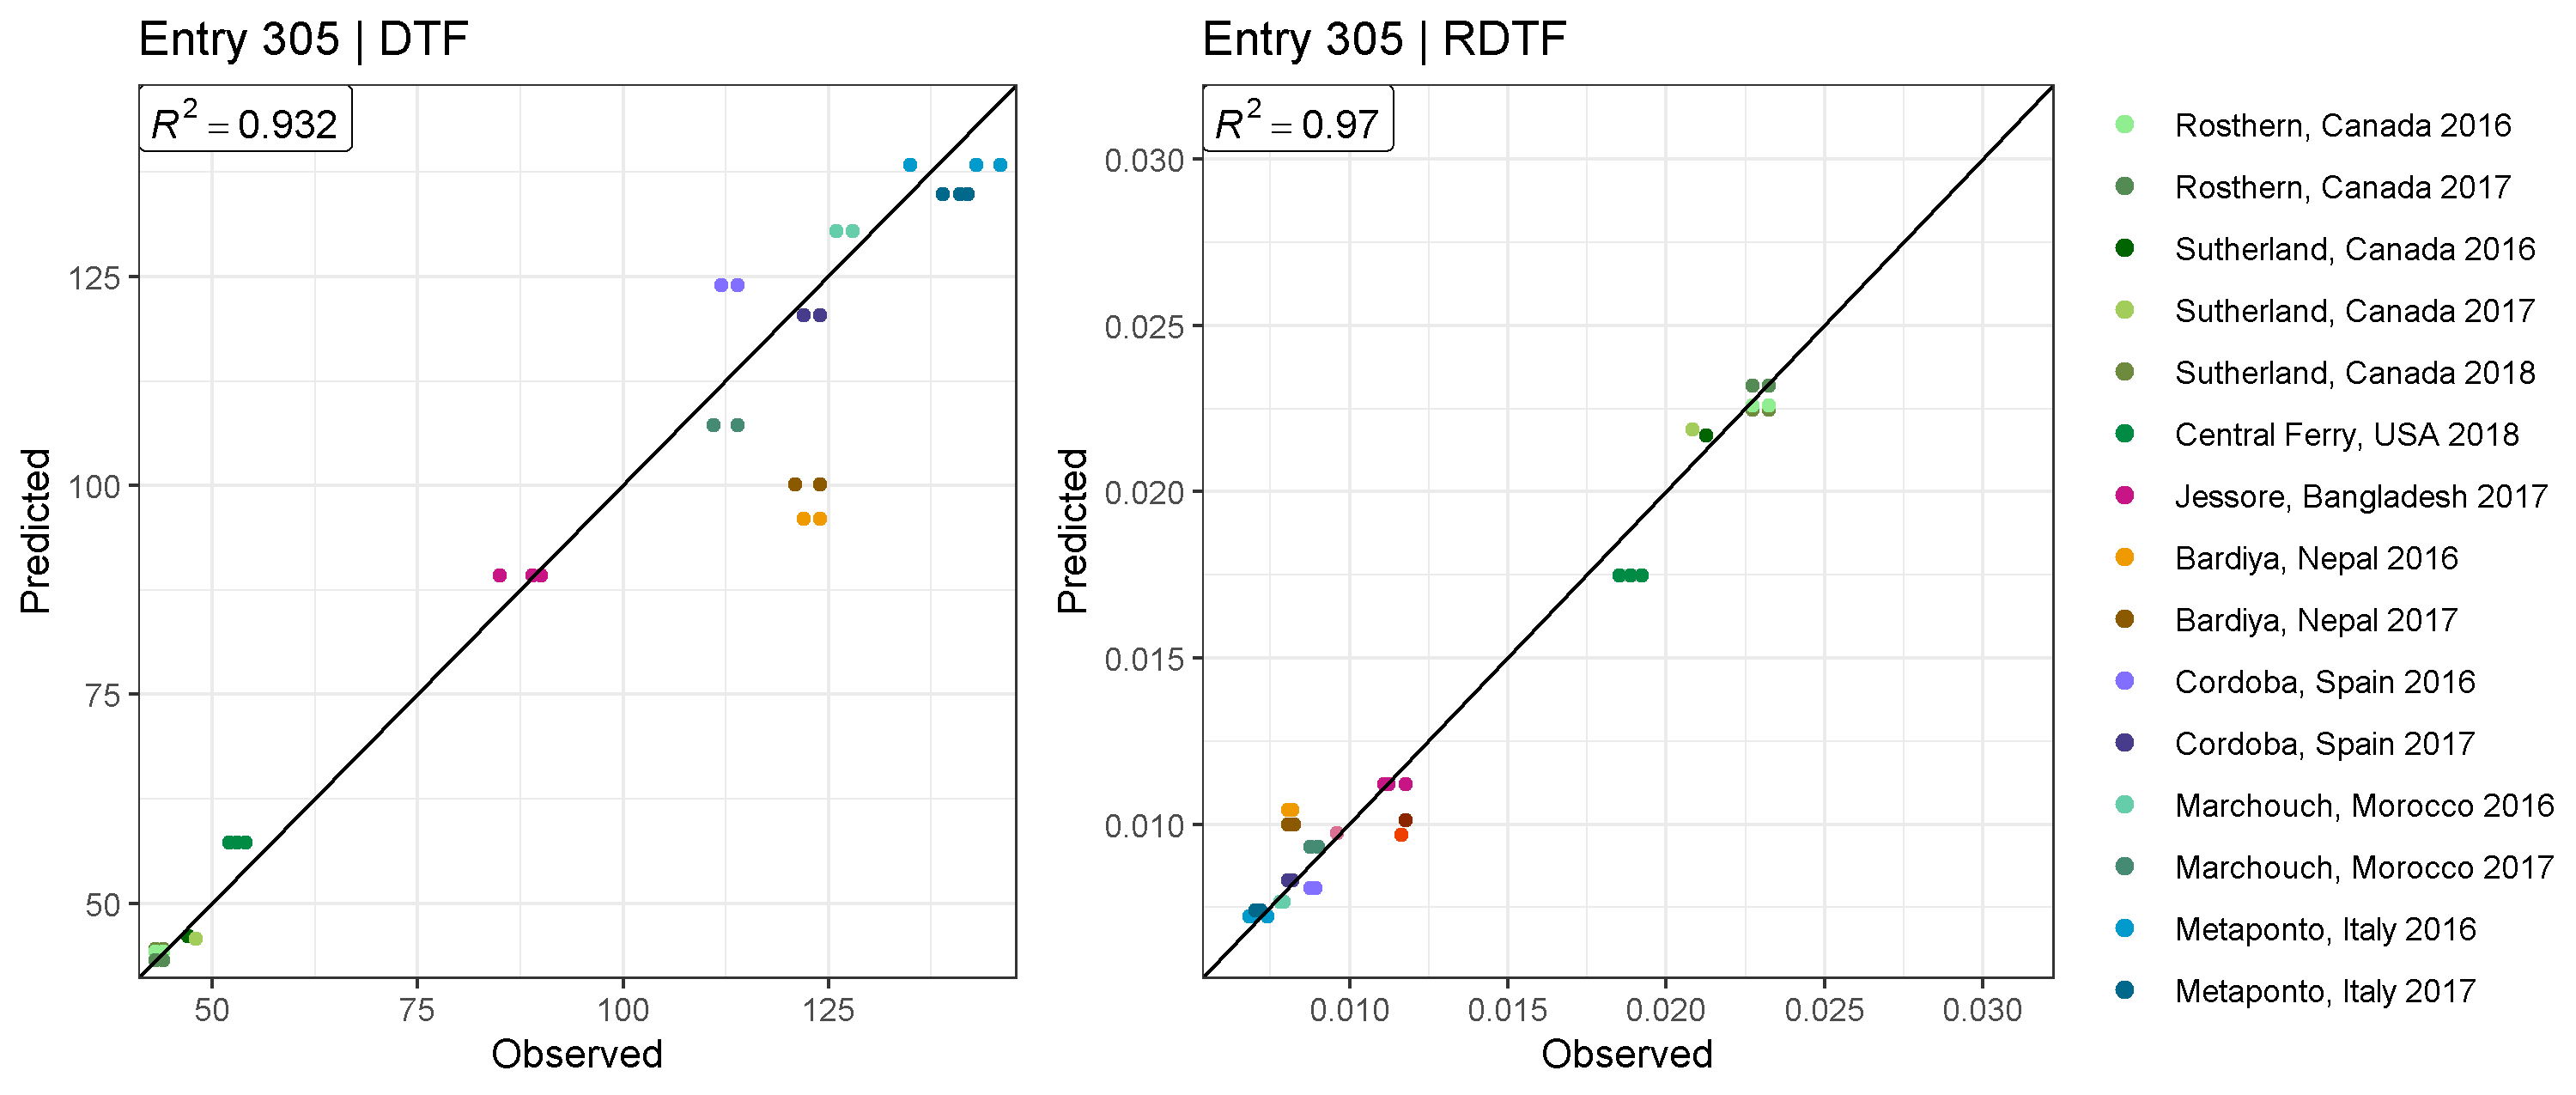 Entry 305 | DTF
R² = 0.932
125
100
75
50
50
75
100
125
Observed
Predicted
Entry 305 | RDTF
R² = 0.97
0.030
0.025
0.020
0.015
0.010
0.010
0.015
0.020
0.025
0.030
Observed
Predicted
Rosthern, Canada 2016
Rosthern, Canada 2017
Sutherland, Canada 2016
Sutherland, Canada 2017
Sutherland, Canada 2018
Central Ferry, USA 2018
Jessore, Bangladesh 2017
Bardiya, Nepal 2016
Bardiya, Nepal 2017
Cordoba, Spain 2016
Cordoba, Spain 2017
Marchouch, Morocco 2016
Marchouch, Morocco 2017
Metaponto, Italy 2016
Metaponto, Italy 2017